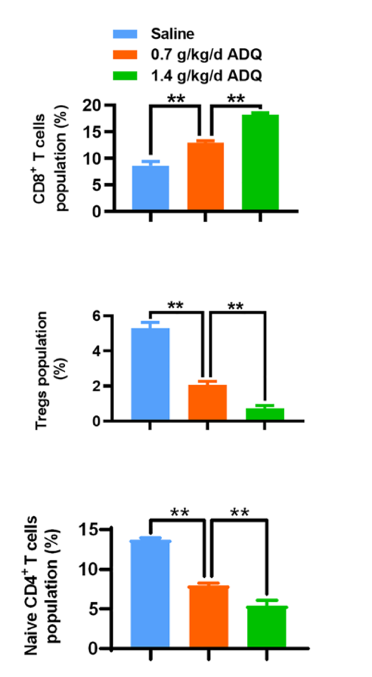 Saline
0.7 g/kg/d ADQ
1.4 g/kg/d ADQ
CD8⁺ T cells
population (%)
20
15
10
5
0
**
**
Tregs population
(%)
6
4
2
0
**
**
Naive CD4⁺ T cells
population (%)
15
10
5
0
**
**